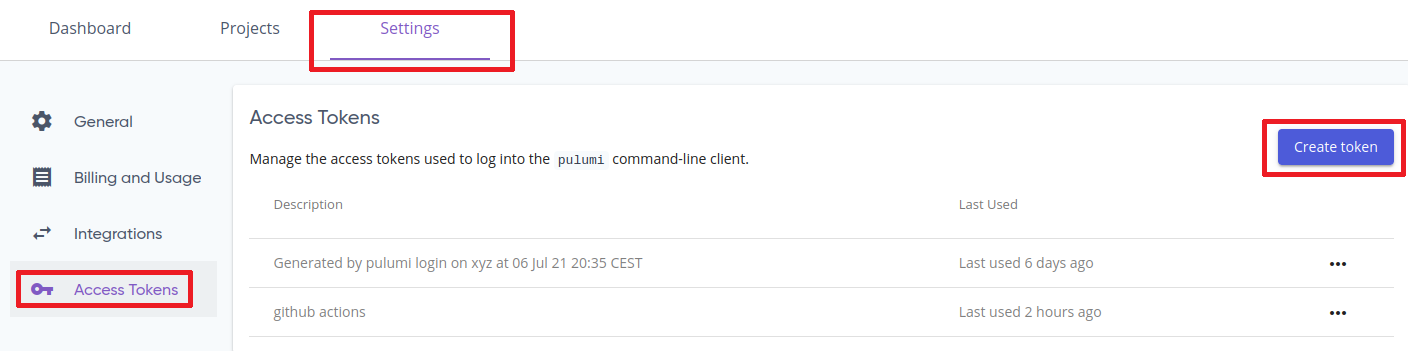 Dashboard Projects Settings
General
Billing and Usage
Integrations
Access Tokens
Access Tokens
Manage the access tokens used to log into the pulumi command-line client.
Create token
Description Last Used
Generated by pulumi login on xyz at 06 Jul 21 20:35 CEST Last used 6 days ago
github actions Last used 2 hours ago